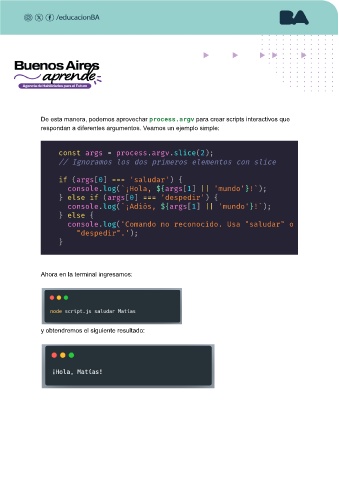 /educacionBA
BA
Buenos Aires
aprende
Agencia de Habilidades para el Futuro
De esta manera, podemos aprovechar process.argv para crear scripts interactivos que
respondan a diferentes argumentos. Veamos un ejemplo simple:
const args = process.argv.slice(2);
// Ignoramos los dos primeros elementos con slice
if (args[0] === 'saludar') {
console.log(`¡Hola, ${args[1] || 'mundo'}!`);
} else if (args[0] === 'despedir') {
console.log(`¡Adiós, ${args[1] || 'mundo'}!`);
} else {
console.log('Comando no reconocido. Usa "saludar" o
"despedir".');
}
Ahora en la terminal ingresamos:
node script.js saludar Matías
y obtendremos el siguiente resultado:
¡Hola, Matías!